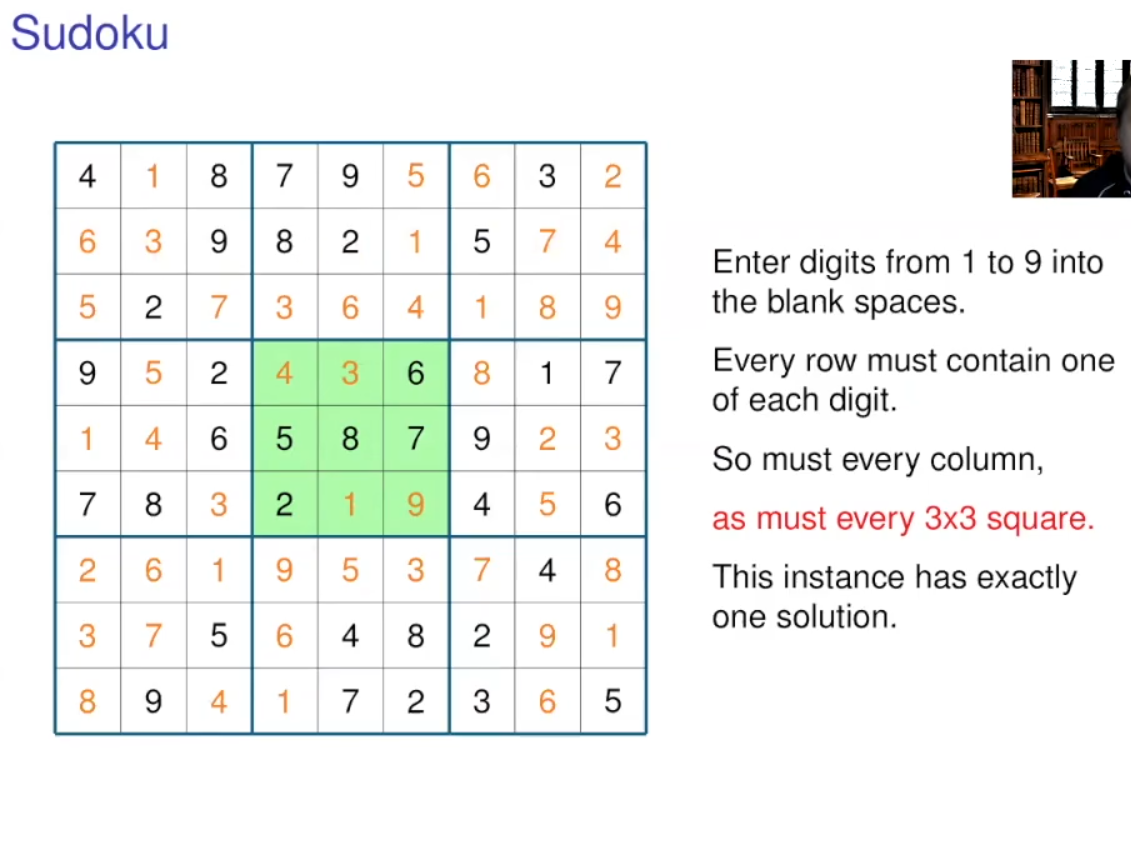 Sudoku
4 1 8 7 9 5 6 3 2
6 3 9 8 2 1 5 7 4
5 2 7 3 6 4 1 8 9
9 5 2 4 3 6 8 1 7
1 4 6 5 8 7 9 2 3
7 8 3 2 1 9 4 5 6
2 6 1 9 5 3 7 4 8
3 7 5 6 4 8 2 9 1
8 9 4 1 7 2 3 6 5
Enter digits from 1 to 9 into
the blank spaces.
Every row must contain one
of each digit.
So must every column,
as must every 3x3 square.
This instance has exactly
one solution.